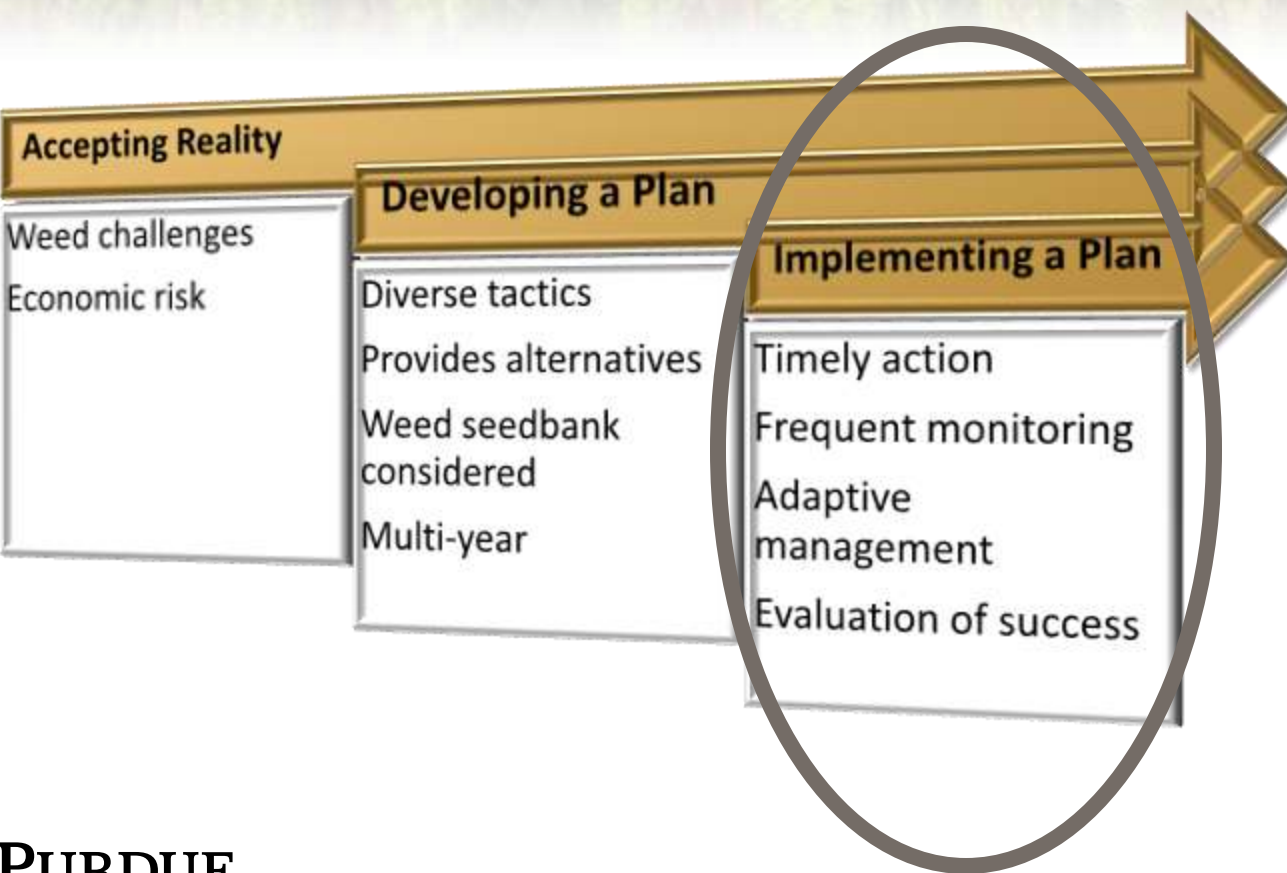 Accepting Reality
Weed challenges
Economic risk
Developing a Plan
Diverse tactics
Provides alternatives
Weed seedbank
considered
Multi-year
Implementing a Plan
Timely action
Frequent monitoring
Adaptive
management
Evaluation of success
PURDUE